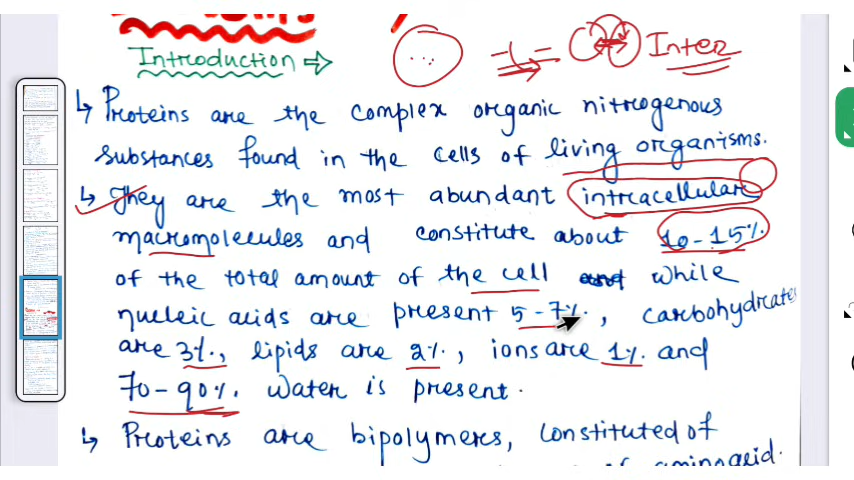 Introduction ⇒
Inter
↳ Proteins are the complex organic nitrogenous
substances found in the cells of living organisms.
↳ They are the most abundant intracellular
macromolecules and constitute about 10-15%.
of the total amount of the cell and while
nucleic acids are present 5-7%., carbohydrates
are 3%., lipids are 2%., ions are 1%. and
70-90%. Water is present.
↳ Proteins are bipolymers, constituted of
of aminoacid.